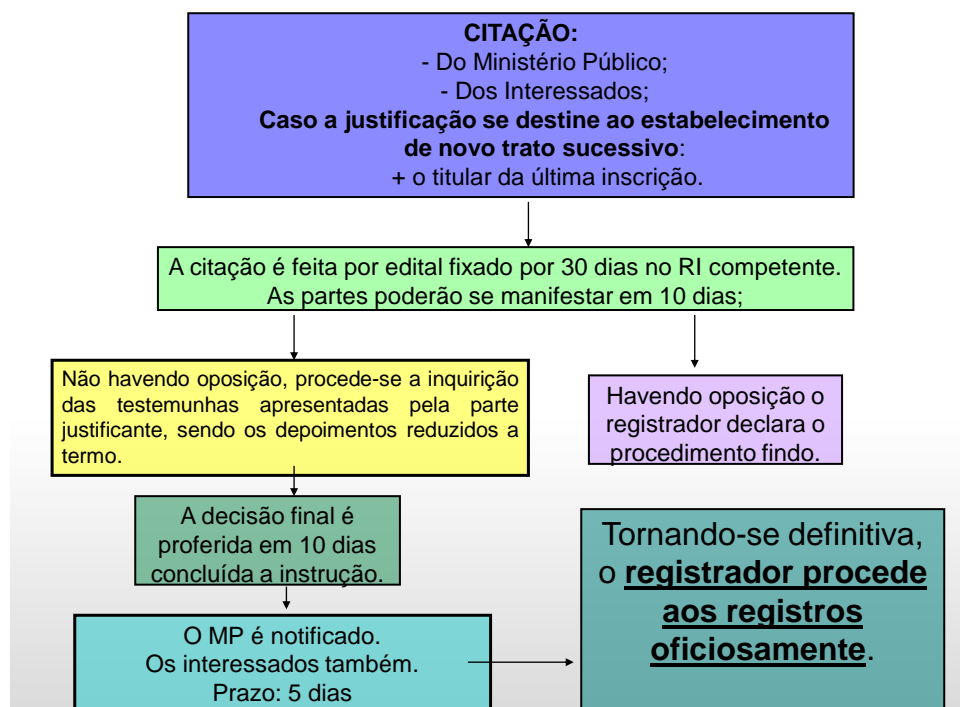 CITAÇÃO:
- Do Ministério Público;
- Dos Interessados;
Caso a justificação se destine ao estabelecimento
de novo trato sucessivo:
+ o titular da última inscrição.
A citação é feita por edital fixado por 30 dias no RI competente.
As partes poderão se manifestar em 10 dias;
Não havendo oposição, procede-se a inquirição
das testemunhas apresentadas pela parte
justificante, sendo os depoimentos reduzidos a
termo.
Havendo oposição o
registrador declara o
procedimento findo.
A decisão final é
proferida em 10 dias
concluída a instrução.
O MP é notificado.
Os interessados também.
Prazo: 5 dias
Tornando-se definitiva,
o registrador procede
aos registros
oficiosamente.